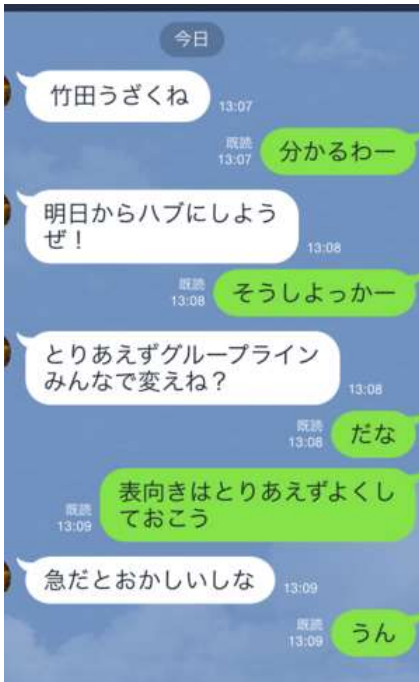 今日
竹田うざくね
13:07
既読
13:07
分かるわー
明日からハブにしよう
ぜ！
13:08
既読
13:08
そうしよっかー
とりあえずグループライン
みんなで変えね？
13:08
既読
13:08
だな
表向きはとりあえずよくし
ておこう
既読
13:09
急だとおかしいしな
13:09
既読
13:09
うん